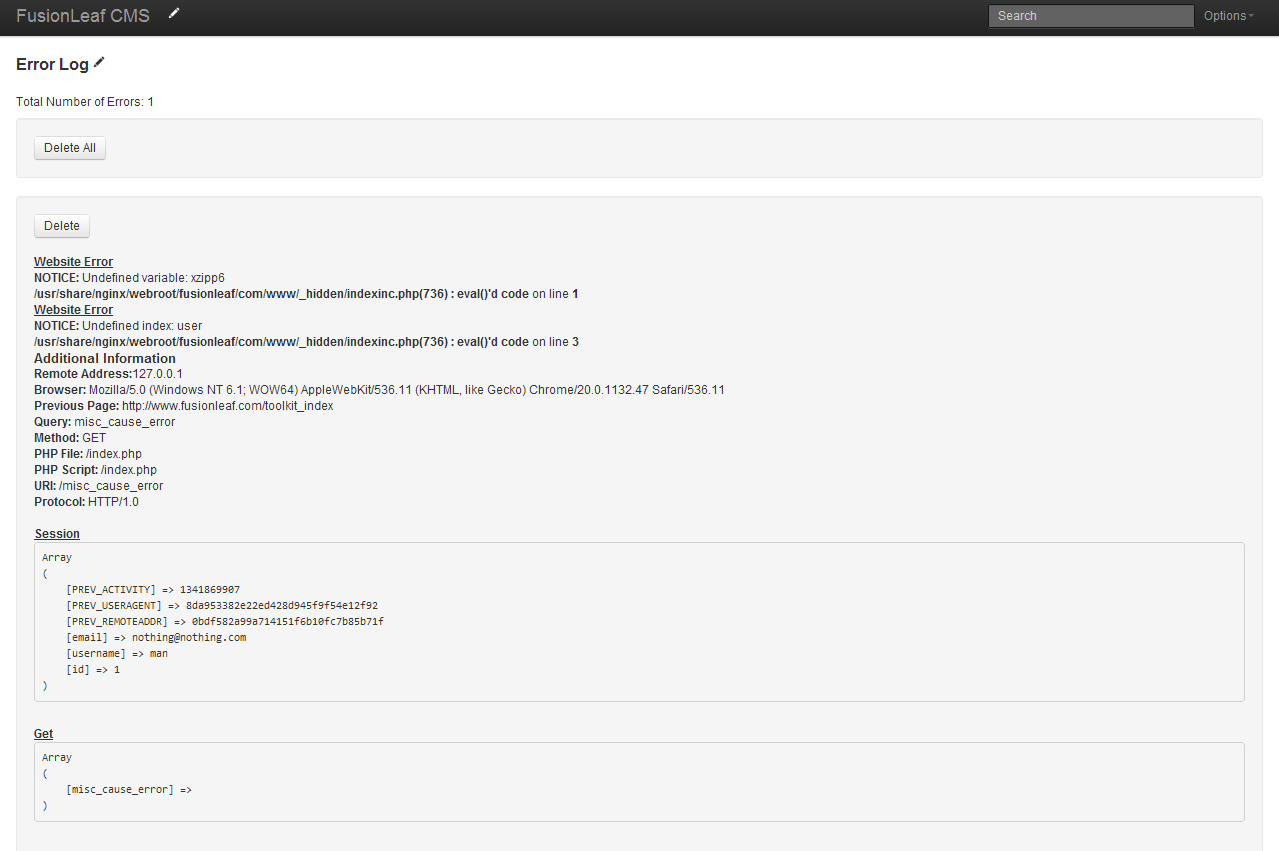 FusionLeaf CMS
Search
Options
Error Log
Total Number of Errors: 1
Delete All
Delete
Website Error
NOTICE: Undefined variable: xzipp6
/usr/share/nginx/webroot/fusionleaf/com/www/_hidden/indexinc.php(736) : eval()'d code on line 1
Website Error
NOTICE: Undefined index: user
/usr/share/nginx/webroot/fusionleaf/com/www/_hidden/indexinc.php(736) : eval()'d code on line 3
Additional Information
Remote Address:127.0.0.1
Browser: Mozilla/5.0 (Windows NT 6.1; WOW64) AppleWebKit/536.11 (KHTML, like Gecko) Chrome/20.0.1132.47 Safari/536.11
Previous Page: http://www.fusionleaf.com/toolkit_index
Query: misc_cause_error
Method: GET
PHP File: /index.php
PHP Script: /index.php
URI: /misc_cause_error
Protocol: HTTP/1.0
Session
Array
(
    [PREV_ACTIVITY] => 1341869907
    [PREV_USERAGENT] => 8da953382e22ed428d945f9f54e12f92
    [PREV_REMOTEADDR] => 0bdf582a99a714151f6b10fc7b85b71f
    [email] => nothing@nothing.com
    [username] => man
    [id] => 1
)
Get
Array
(
    [misc_cause_error] =>
)